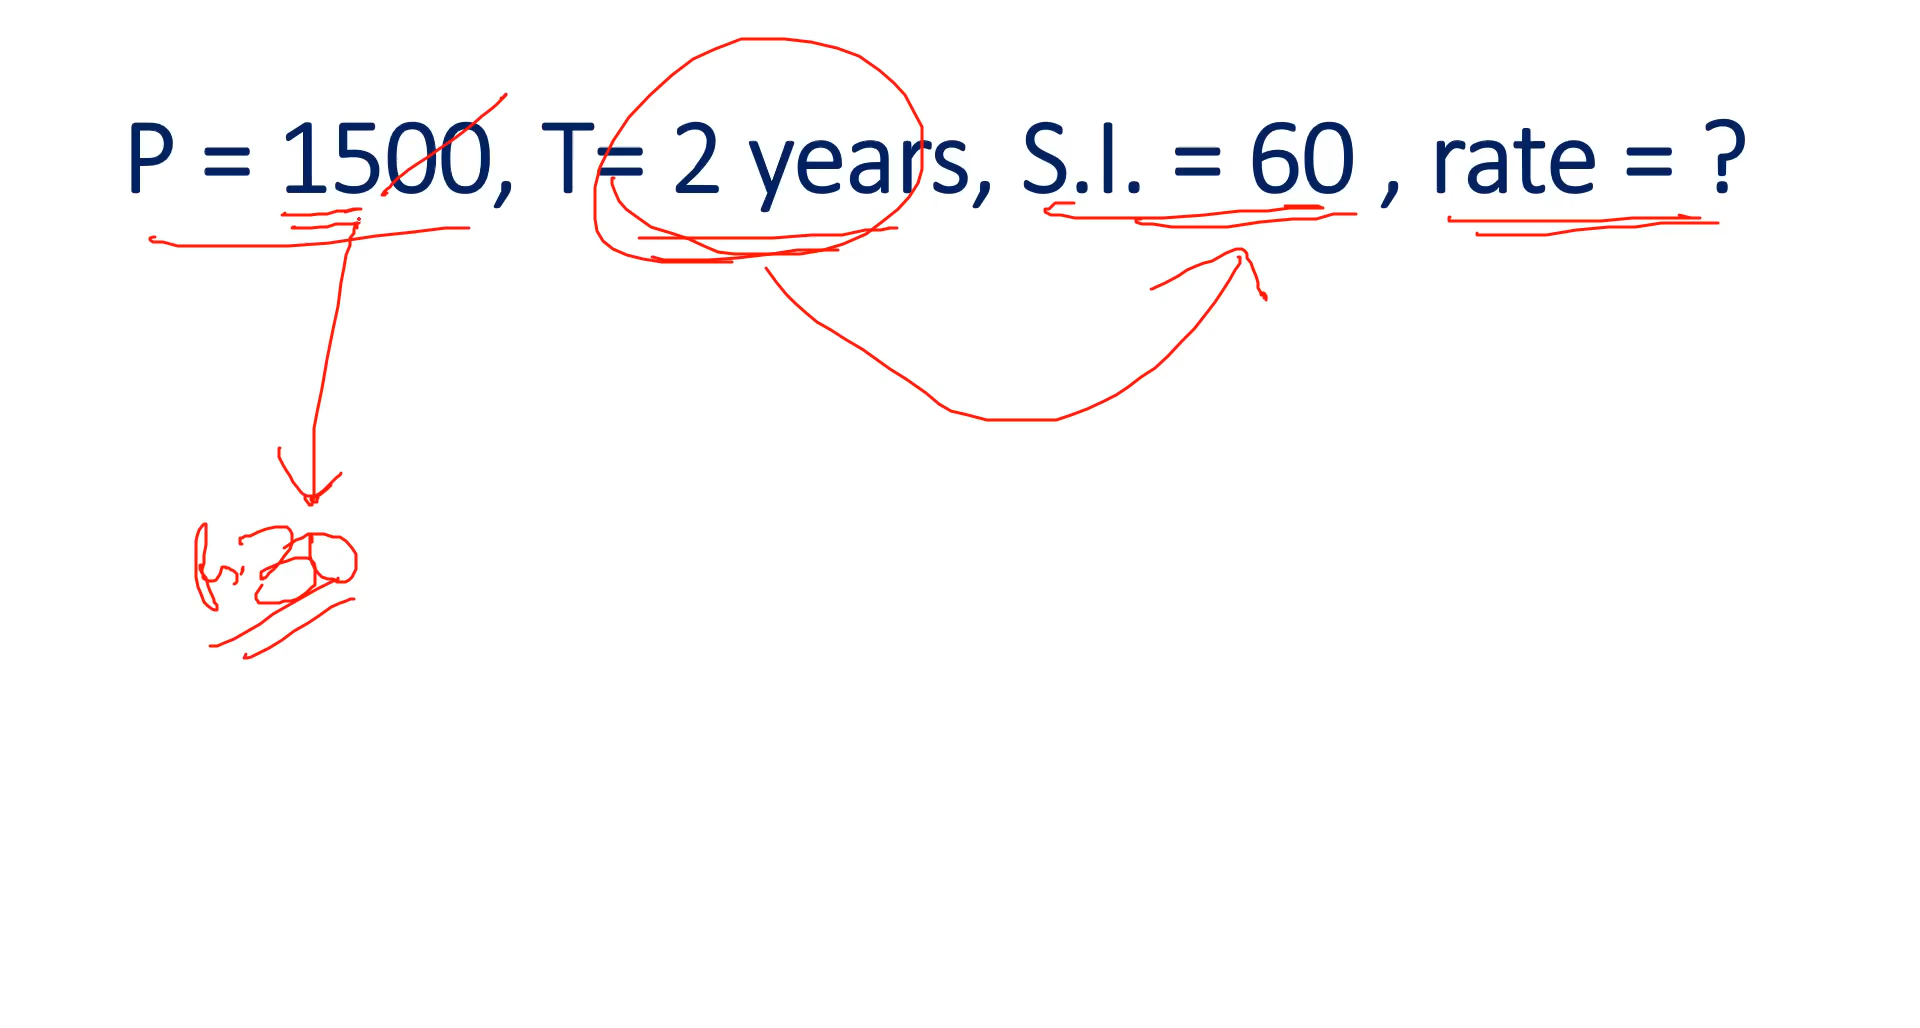 P = 1500, T= 2 years, S.I. = 60 , rate = ?